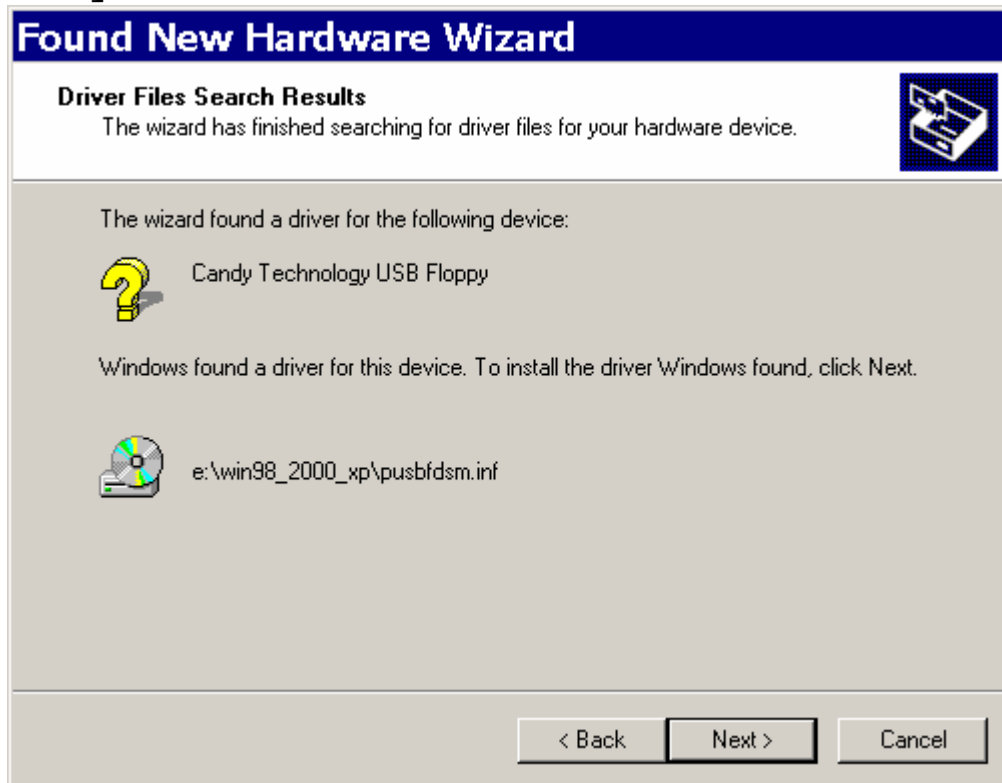 Found New Hardware Wizard
Driver Files Search Results
The wizard has finished searching for driver files for your hardware device.
The wizard found a driver for the following device:
Candy Technology USB Floppy
Windows found a driver for this device. To install the driver Windows found, click Next.
e:\win98_2000_xp\pusbfdsm.inf
< Back
Next >
Cancel